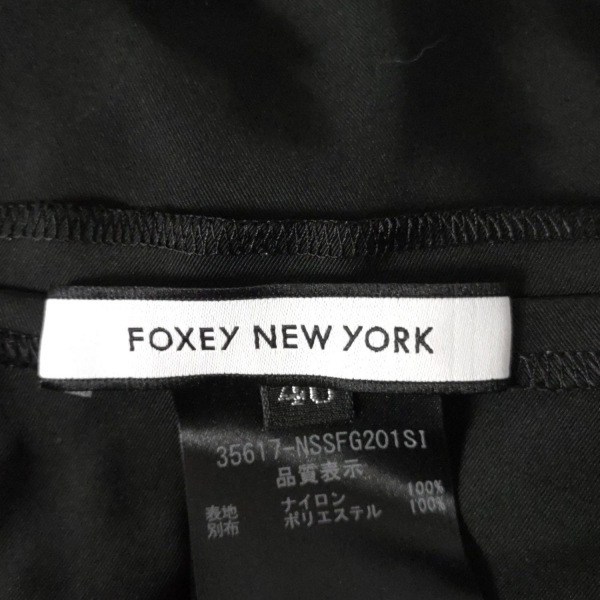 FOXEY NEW YORK
40
35617-NSSFG201SI
品質表示
表地 ナイロン 100%
別布 ポリエステル 100%